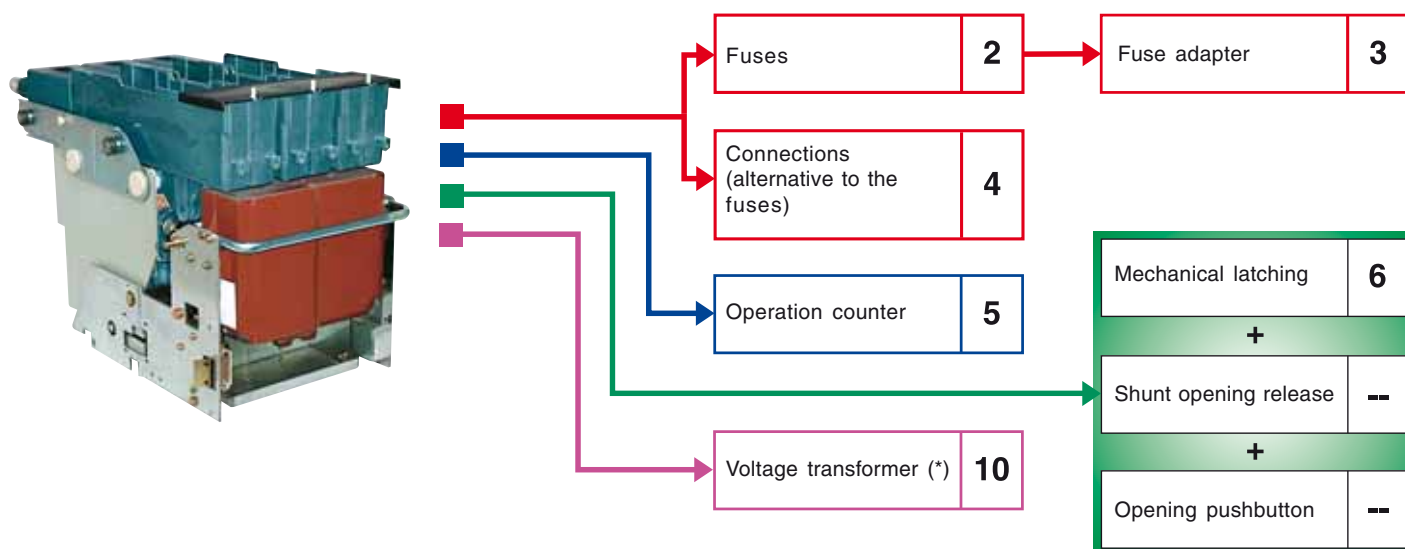 Fuses 2
Fuse adapter 3
Connections
(alternative to the
fuses) 4
Operation counter 5
Mechanical latching 6
+
Shunt opening release --
+
Opening pushbutton --
Voltage transformer (*) 10